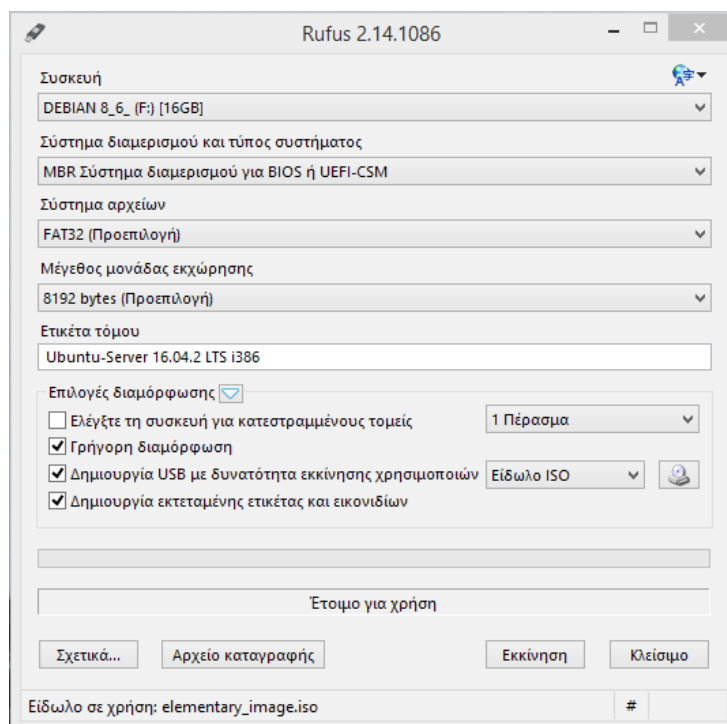 Rufus 2.14.1086
Συσκευή
DEBIAN 8_6_ (F:) [16GB]
Σύστημα διαμερισμού και τύπος συστήματος
MBR Σύστημα διαμερισμού για BIOS ή UEFI-CSM
Σύστημα αρχείων
FAT32 (Προεπιλογή)
Μέγεθος μονάδας εκχώρησης
8192 bytes (Προεπιλογή)
Ετικέτα τόμου
Ubuntu-Server 16.04.2 LTS i386
Επιλογές διαμόρφωσης
Ελέγξτε τη συσκευή για κατεστραμμένους τομείς 1 Πέρασμα
Γρήγορη διαμόρφωση
Δημιουργία USB με δυνατότητα εκκίνησης χρησιμοποιών Είδωλο ISO
Δημιουργία εκτεταμένης ετικέτας και εικονιδίων
Έτοιμο για χρήση
Σχετικά... Αρχείο καταγραφής Εκκίνηση Κλείσιμο
Είδωλο σε χρήση: elementary_image.iso #